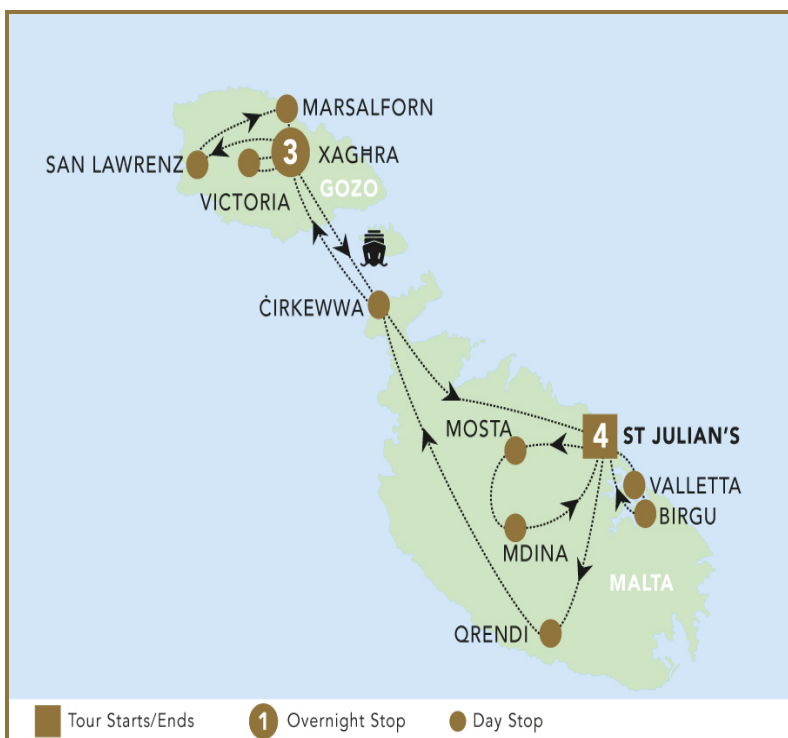 MARSALFORN
3
XAGĦRA
SAN LAWRENZ
VICTORIA
GOZO
ĊIRKEWWA
MOSTA
4
ST JULIAN'S
VALLETTA
BIRGU
MDINA
MALTA
QRENDI
Tour Starts/Ends
1
Overnight Stop
Day Stop